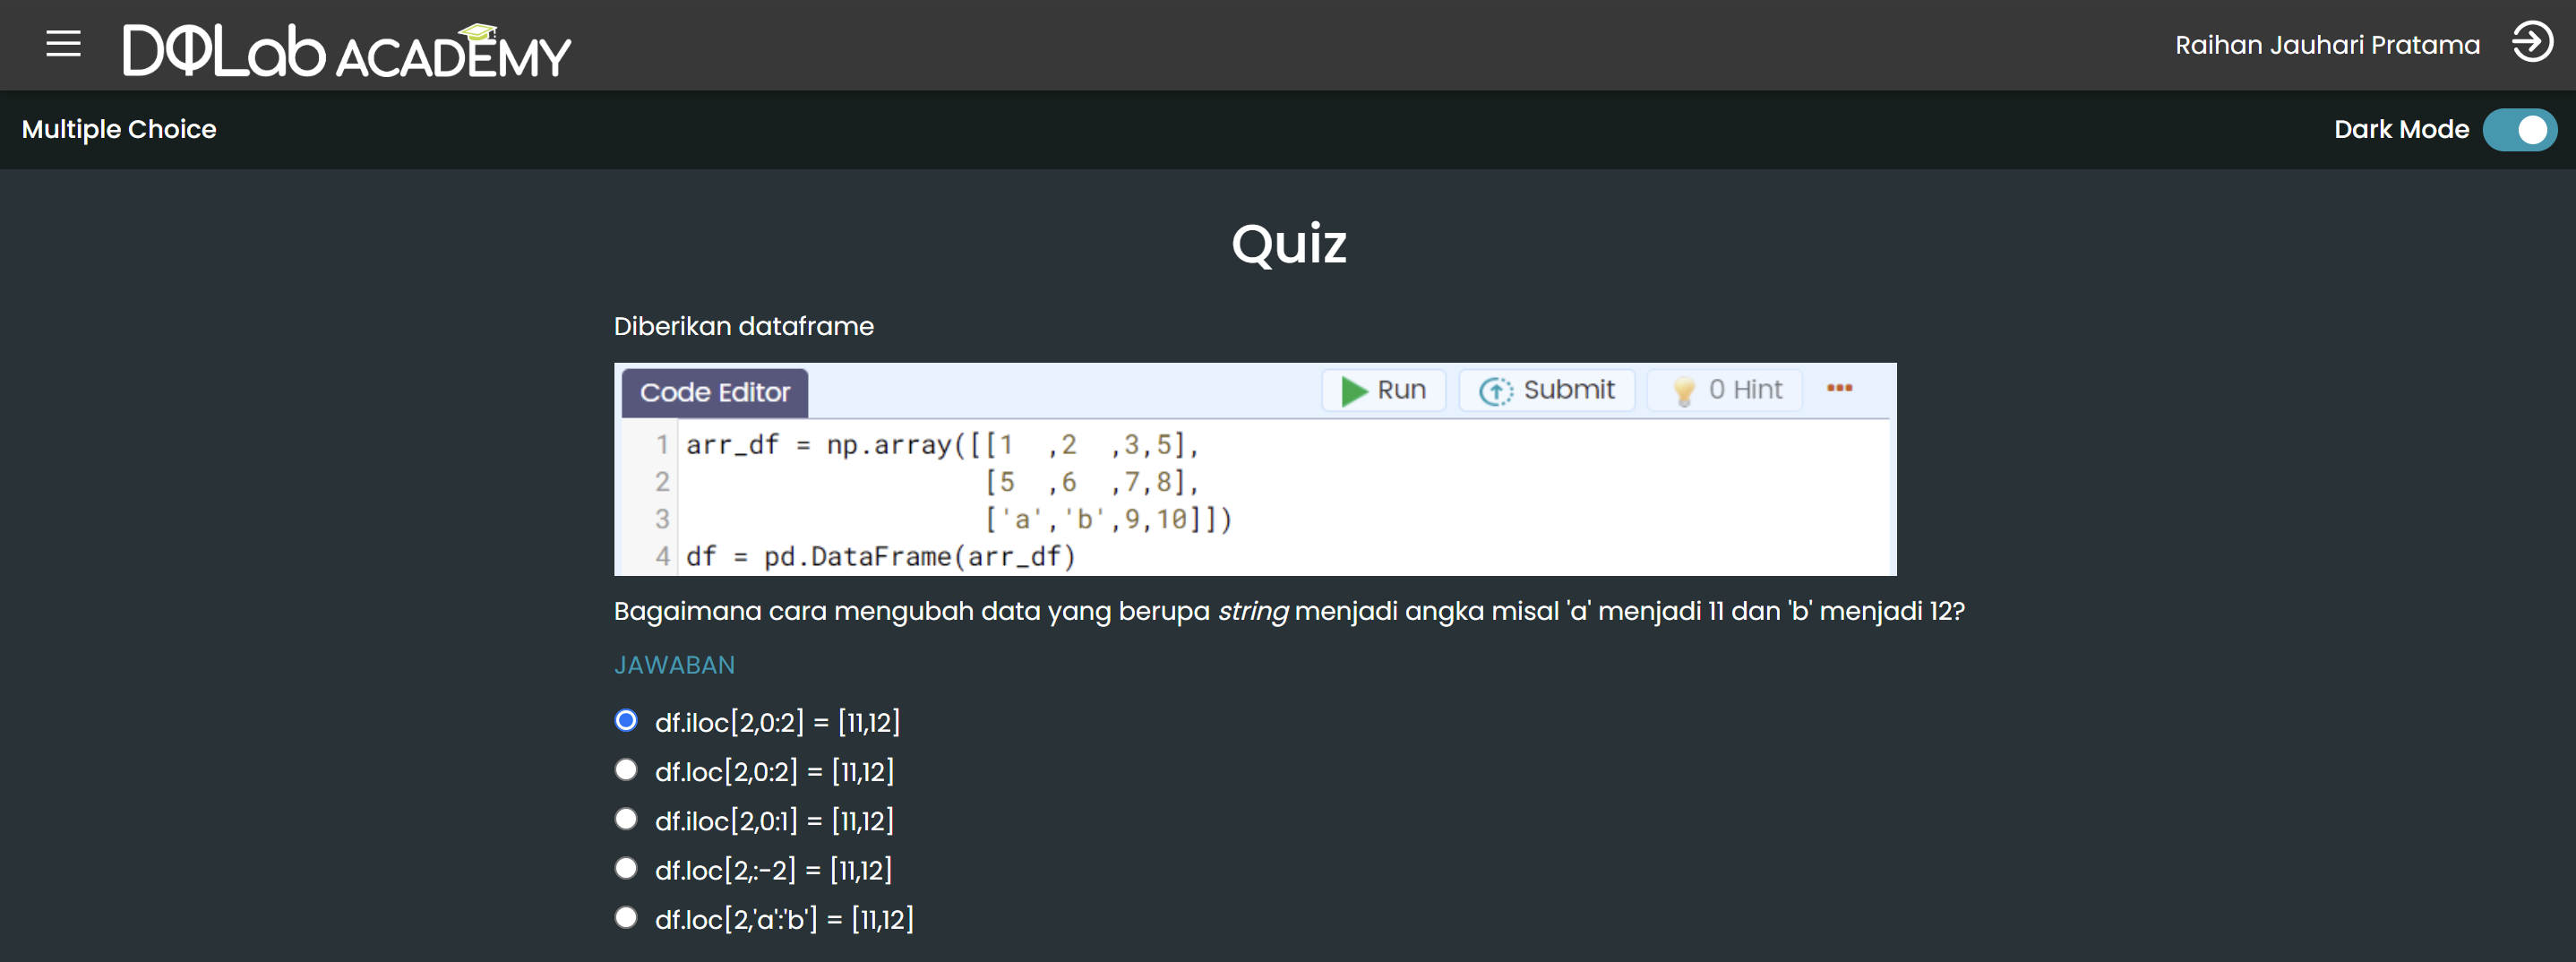 DQLab ACADEMY
Raihan Jauhari Pratama
Multiple Choice
Dark Mode
Quiz
Diberikan dataframe
Code Editor
Run
Submit
0 Hint
1 arr_df = np.array([[1  ,2  ,3,5],
2                    [5  ,6  ,7,8],
3                    ['a','b',9,10]])
4 df = pd.DataFrame(arr_df)
Bagaimana cara mengubah data yang berupa string menjadi angka misal 'a' menjadi 11 dan 'b' menjadi 12?
JAWABAN
df.iloc[2,0:2] = [11,12]
df.loc[2,0:2] = [11,12]
df.iloc[2,0:1] = [11,12]
df.loc[2,:-2] = [11,12]
df.loc[2,'a':'b'] = [11,12]